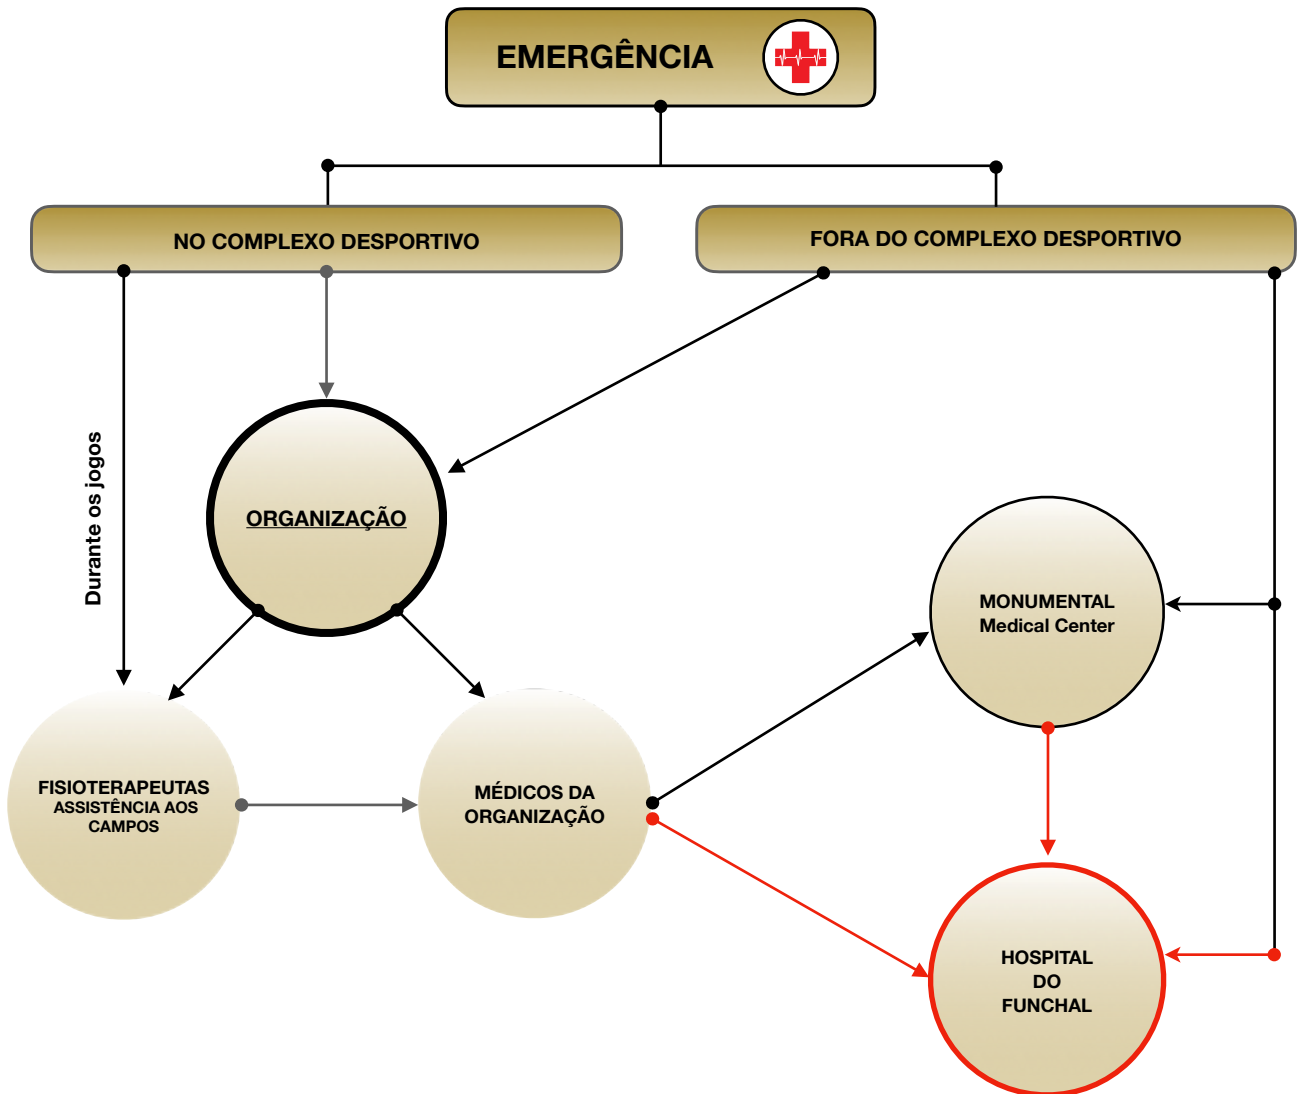 EMERGÊNCIA
NO COMPLEXO DESPORTIVO
FORA DO COMPLEXO DESPORTIVO
Durante os jogos
ORGANIZAÇÃO
MONUMENTAL
Medical Center
FISIOTERAPEUTAS
ASSISTÊNCIA AOS
CAMPOS
MÉDICOS DA
ORGANIZAÇÃO
HOSPITAL
DO
FUNCHAL